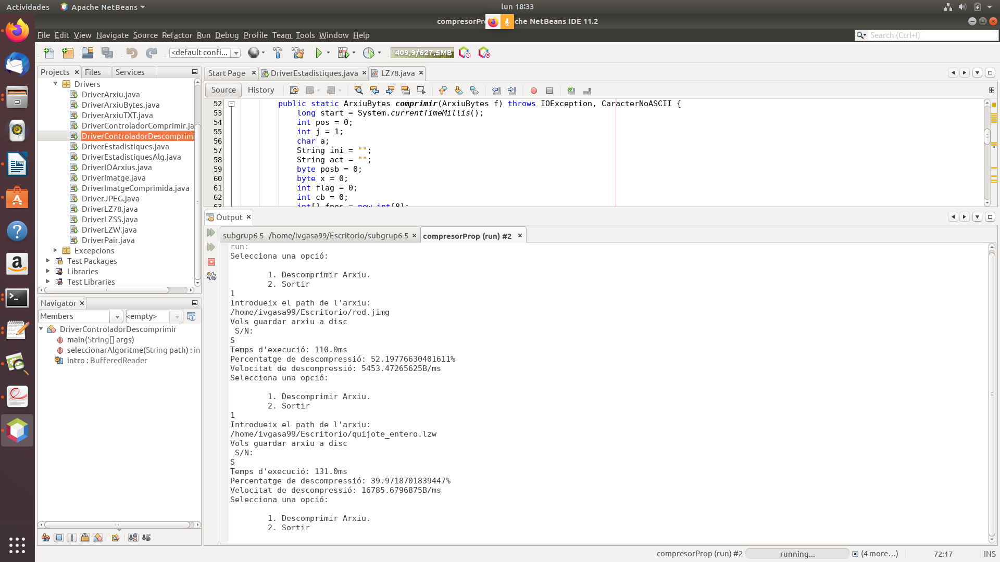 Actividades
Apache NetBeans
lun 18:33
compresorPr
che NetBeans IDE 11.2
File Edit View Navigate Source Refactor Run Debug Profile Team Tools Window Help
Search (Ctrl+I)
<default confi...
409,9/627,5MB
Projects
Files
Services
Drivers
DriverArxiu.java
DriverArxiuBytes.java
DriverArxiuTXT.java
DriverControladorComprimir.ja
DriverControladorDescomprimi
DriverEstadistiques.java
DriverEstadistiquesAlg.java
DriverIOArxius.java
DriverImatge.java
DriverImatgeComprimida.java
DriverJPEG.java
DriverLZ78.java
DriverLZSS.java
DriverLZW.java
DriverPair.java
Excepcions
Test Packages
Libraries
Test Libraries
Navigator
Members
<empty>
DriverControladorDescomprimir
main(String[] args)
seleccionarAlgoritme(String path) : in
intro : BufferedReader
Start Page
DriverEstadistiques.java
LZ78.java
Source
History
52 public static ArxiuBytes comprimir(ArxiuBytes f) throws IOException, CaracterNoASCII {
53 long start = System.currentTimeMillis();
54 int pos = 0;
55 int j = 1;
56 char a;
57 String ini = "";
58 String act = "";
59 byte posb = 0;
60 byte x = 0;
61 int flag = 0;
62 int cb = 0;
63 int[] fpos = new int[8];
Output
subgrup6-5 - /home/ivgasa99/Escritorio/subgrup6-5
compresorProp (run) #2
run:
Selecciona una opció:
1. Descomprimir Arxiu.
2. Sortir
1
Introdueix el path de l'arxiu:
/home/ivgasa99/Escritorio/red.jimg
Vols guardar arxiu a disc
S/N:
S
Temps d'execució: 110.0ms
Percentatge de descompressió: 52.19776630401611%
Velocitat de descompressió: 5453.47265625B/ms
Selecciona una opció:
1. Descomprimir Arxiu.
2. Sortir
1
Introdueix el path de l'arxiu:
/home/ivgasa99/Escritorio/quijote_entero.lzw
Vols guardar arxiu a disc
S/N:
S
Temps d'execució: 131.0ms
Percentatge de descompressió: 39.9718701839447%
Velocitat de descompressió: 16785.6796875B/ms
Selecciona una opció:
1. Descomprimir Arxiu.
2. Sortir
compresorProp (run) #2
running...
(4 more...)
72:17
INS